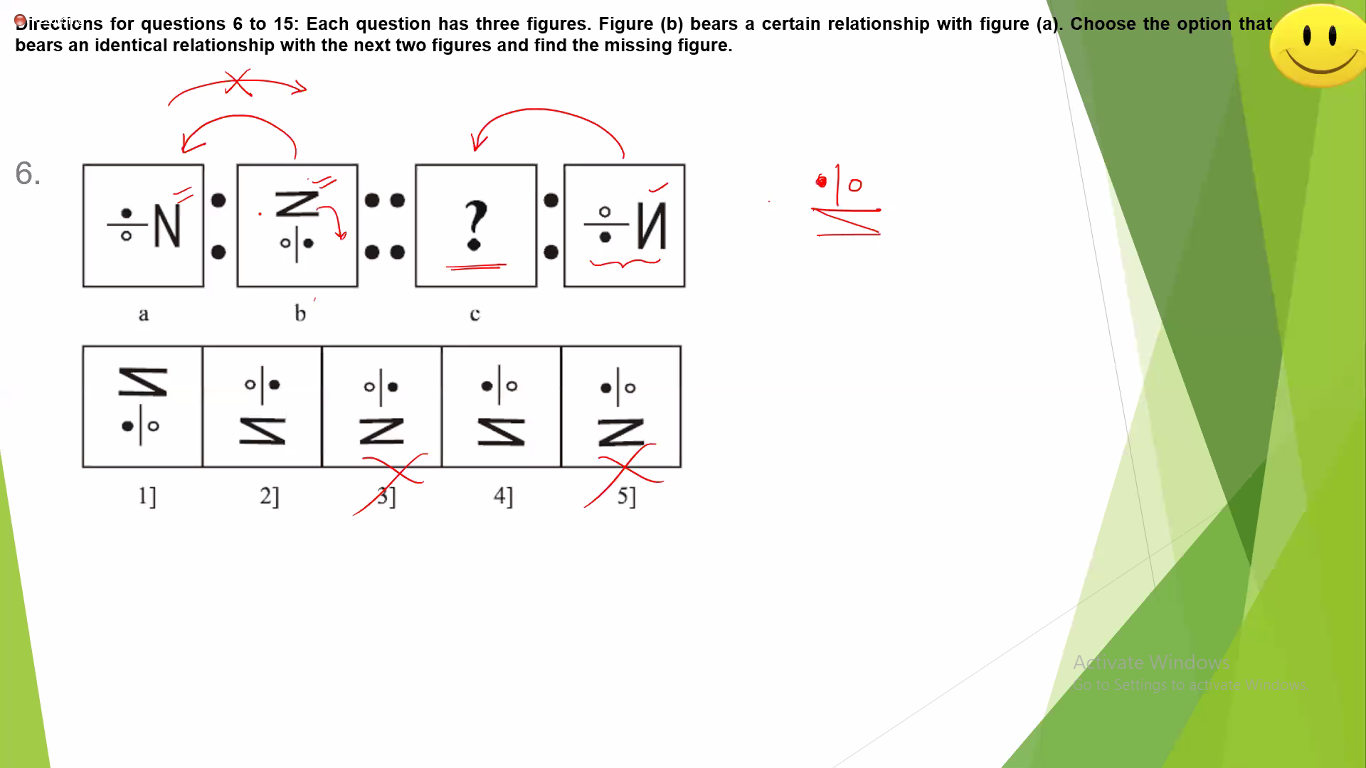 Directions for questions 6 to 15: Each question has three figures. Figure (b) bears a certain relationship with figure (a). Choose the option that
bears an identical relationship with the next two figures and find the missing figure.
6.
÷N : Z :: ? : ÷И
a b c
1] 2] 3] 4] 5]
Activate Windows
Go to Settings to activate Windows.